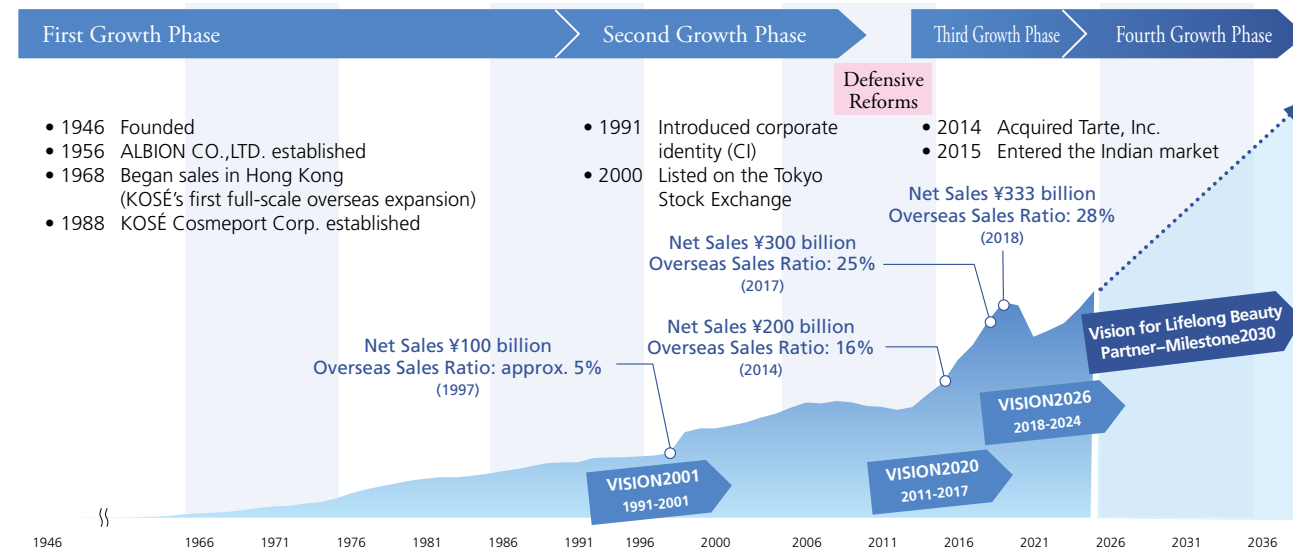 First Growth Phase
Second Growth Phase
Third Growth Phase
Fourth Growth Phase
Defensive
Reforms
• 1946 Founded
• 1956 ALBION CO.,LTD. established
• 1968 Began sales in Hong Kong
(KOSÉ’s first full-scale overseas expansion)
• 1988 KOSÉ Cosmeport Corp. established
• 1991 Introduced corporate
identity (CI)
• 2000 Listed on the Tokyo
Stock Exchange
• 2014 Acquired Tarte, Inc.
• 2015 Entered the Indian market
Net Sales ¥333 billion
Overseas Sales Ratio: 28%
(2018)
Net Sales ¥300 billion
Overseas Sales Ratio: 25%
(2017)
Net Sales ¥200 billion
Overseas Sales Ratio: 16%
(2014)
Net Sales ¥100 billion
Overseas Sales Ratio: approx. 5%
(1997)
Vision for Lifelong Beauty
Partner–Milestone2030
VISION2026
2018-2024
VISION2020
2011-2017
VISION2001
1991-2001
1946 1966 1971 1976 1981 1986 1991 1996 2000 2006 2011 2016 2021 2026 2031 2036